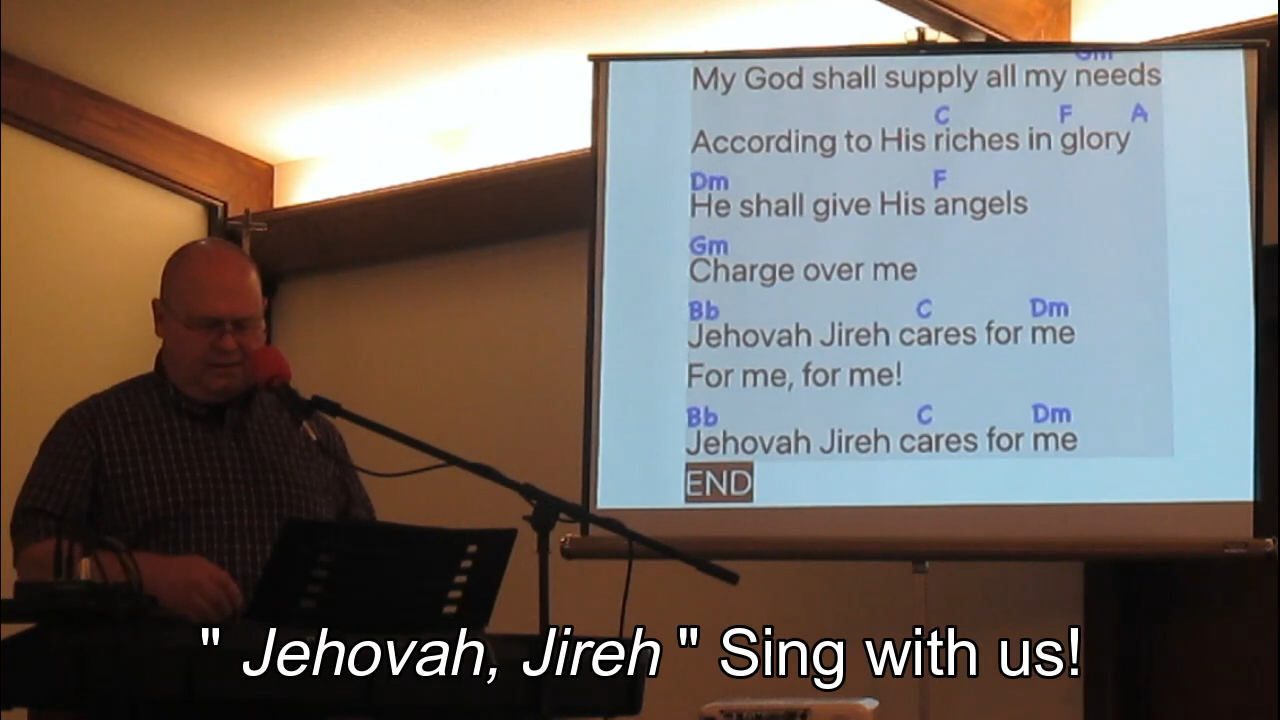 Gm
My God shall supply all my needs
C F A
According to His riches in glory
Dm F
He shall give His angels
Gm
Charge over me
Bb C Dm
Jehovah Jireh cares for me
For me, for me!
Bb C Dm
Jehovah Jireh cares for me
END
" Jehovah, Jireh " Sing with us!